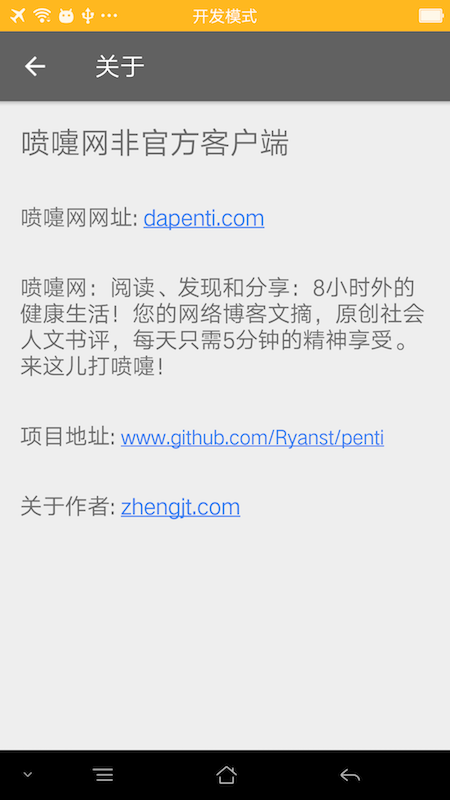 开发模式
关于
喷嚏网非官方客户端
喷嚏网网址: dapenti.com
喷嚏网：阅读、发现和分享：8小时外的
健康生活！您的网络博客文摘，原创社会
人文书评，每天只需5分钟的精神享受。
来这儿打喷嚏！
项目地址: www.github.com/Ryanst/penti
关于作者: zhengjt.com